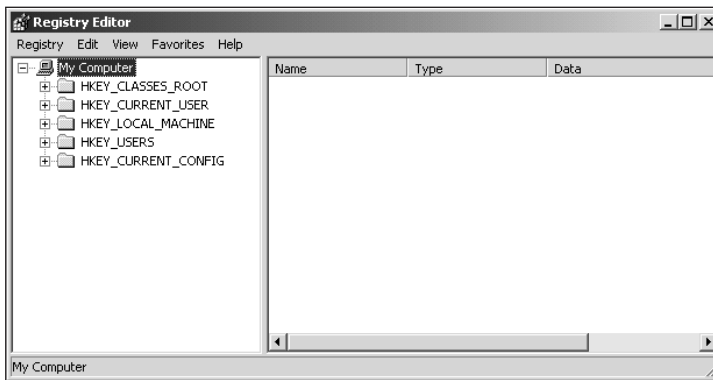 Registry Editor
Registry Edit View Favorites Help
My Computer
HKEY_CLASSES_ROOT
HKEY_CURRENT_USER
HKEY_LOCAL_MACHINE
HKEY_USERS
HKEY_CURRENT_CONFIG
Name Type Data
My Computer